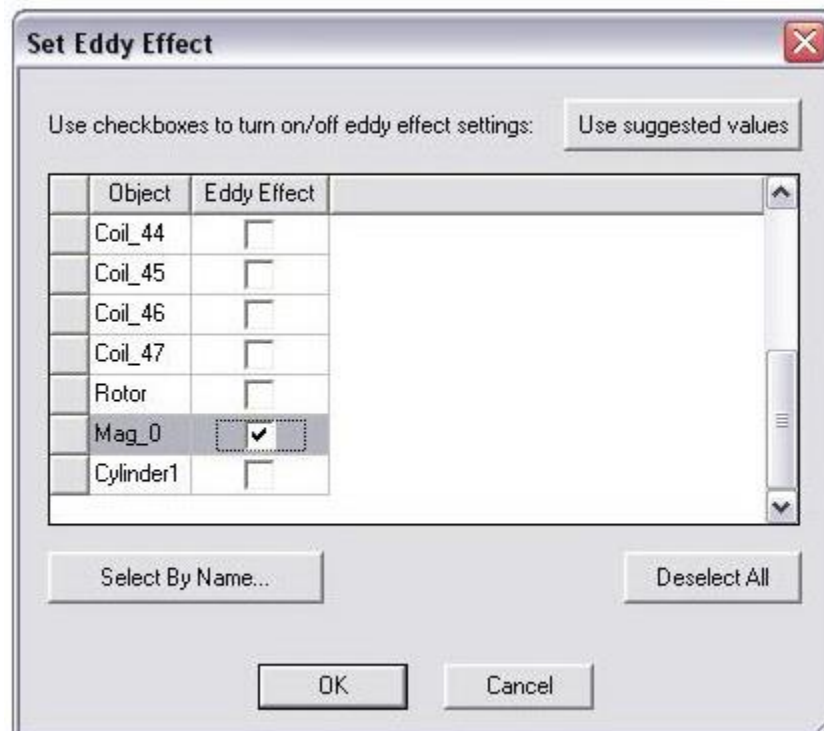 Set Eddy Effect
Use checkboxes to turn on/off eddy effect settings: Use suggested values
Object Eddy Effect
Coil_44
Coil_45
Coil_46
Coil_47
Rotor
Mag_0
Cylinder1
Select By Name... Deselect All
OK Cancel